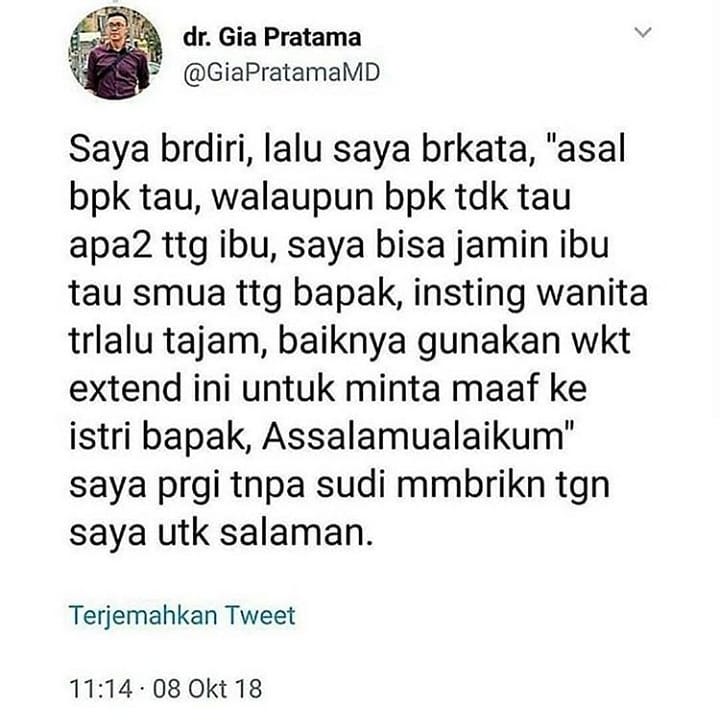 dr. Gia Pratama
@GiaPratamaMD
Saya brdiri, lalu saya brkata, "asal
bpk tau, walaupun bpk tdk tau
apa2 ttg ibu, saya bisa jamin ibu
tau smua ttg bapak, insting wanita
trlalu tajam, baiknya gunakan wkt
extend ini untuk minta maaf ke
istri bapak, Assalamualaikum"
saya prgi tnpa sudi mmbrikn tgn
saya utk salaman.
Terjemahkan Tweet
11:14 · 08 Okt 18